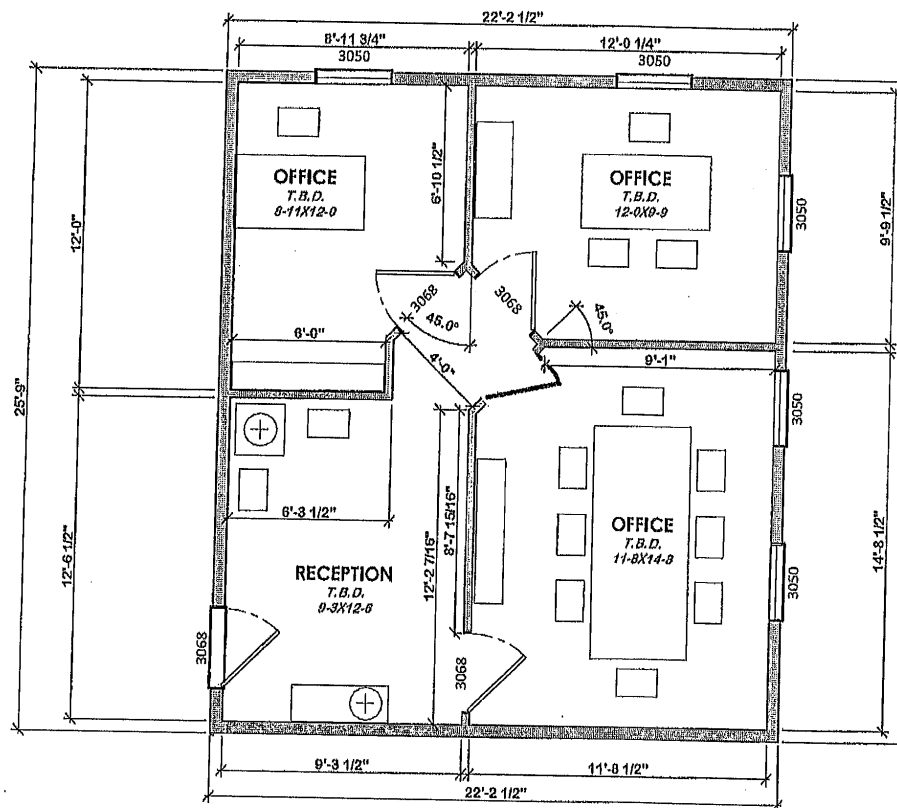 22'-2 1/2"
8'-11 3/4"
12'-0 1/4"
3050
3050
OFFICE
T.B.D.
8-11X12-0
6'-10 1/2"
OFFICE
T.B.D.
12-0X9-9
3050
9'-9 1/2"
12'-0"
25'-9"
3068
45.0°
3068
45.0°
6'-0"
4'-0"
9'-1"
3050
6'-3 1/2"
8'-7 15/16"
12'-2 7/16"
12'-6 1/2"
RECEPTION
T.B.D.
9-3X12-6
OFFICE
T.B.D.
11-8X14-8
3050
14'-8 1/2"
3068
3068
9'-3 1/2"
11'-8 1/2"
22'-2 1/2"